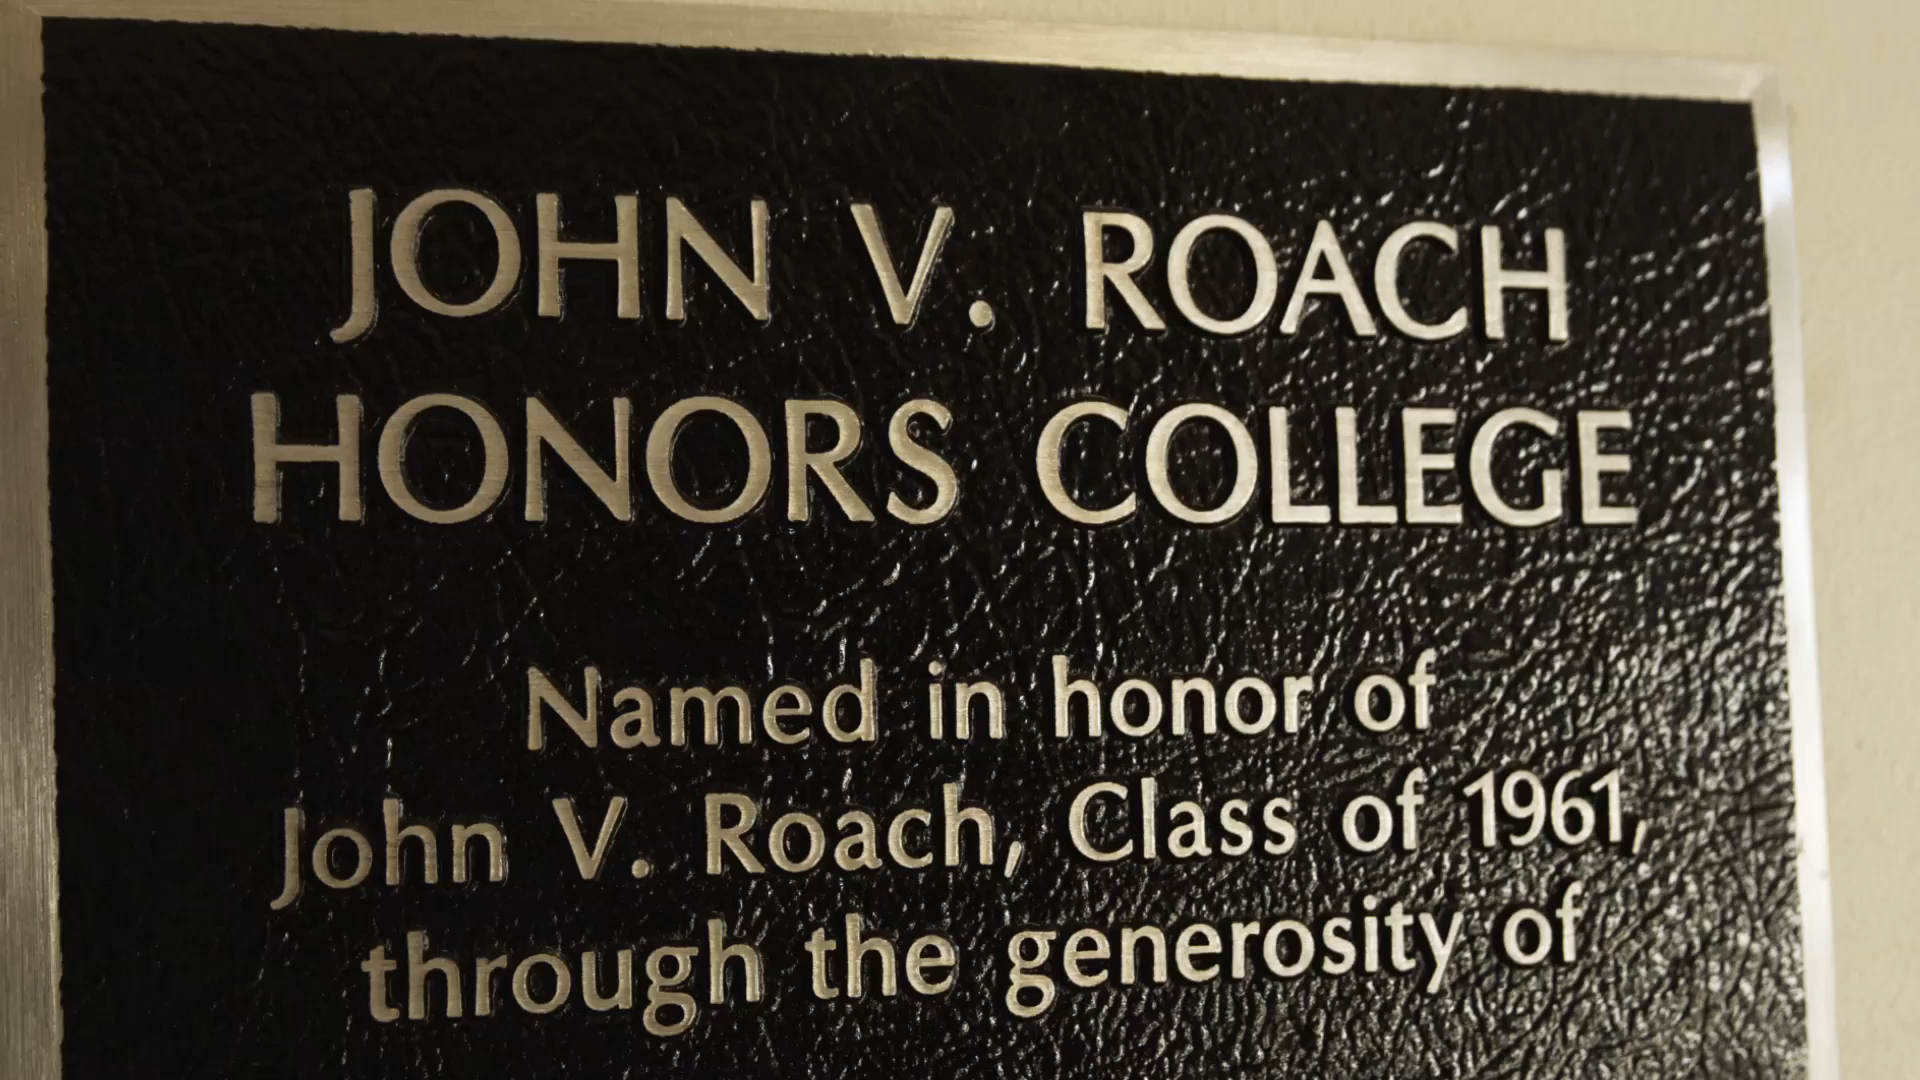 JOHN V. ROACH
HONORS COLLEGE
Named in honor of
John V. Roach, Class of 1961,
through the generosity of